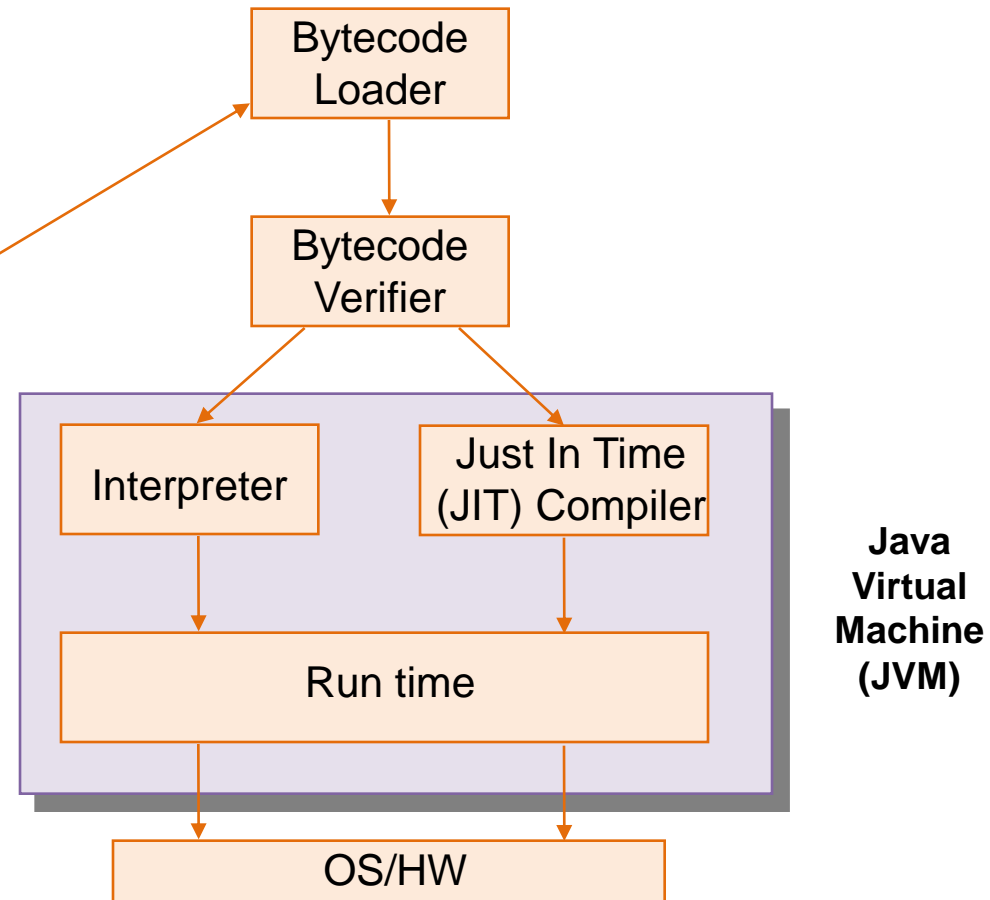 Bytecode
Loader
Bytecode
Verifier
Interpreter
Just In Time
(JIT) Compiler
Java
Virtual
Machine
(JVM)
Run time
OS/HW